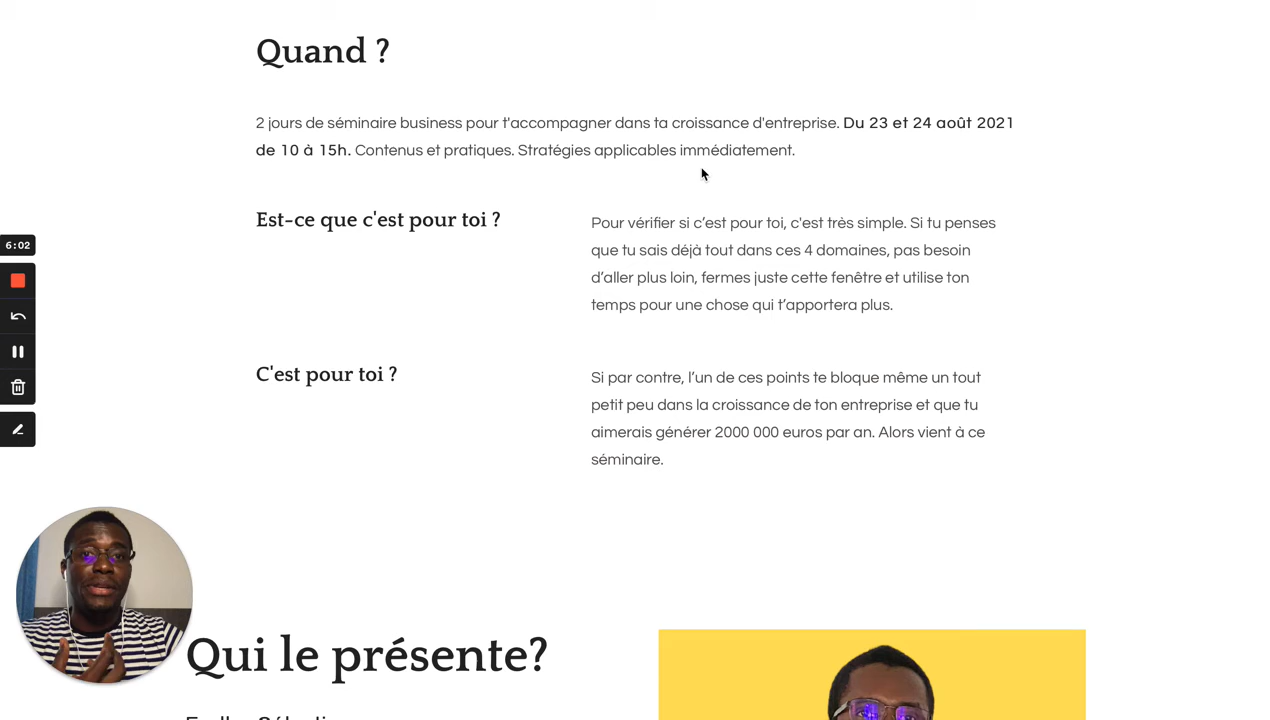 Quand ?
2 jours de séminaire business pour t'accompagner dans ta croissance d'entreprise. Du 23 et 24 août 2021
de 10 à 15h. Contenus et pratiques. Stratégies applicables immédiatement.
Est-ce que c'est pour toi ?
Pour vérifier si c’est pour toi, c'est très simple. Si tu penses
que tu sais déjà tout dans ces 4 domaines, pas besoin
d’aller plus loin, fermes juste cette fenêtre et utilise ton
temps pour une chose qui t’apportera plus.
6:02
C'est pour toi ?
Si par contre, l’un de ces points te bloque même un tout
petit peu dans la croissance de ton entreprise et que tu
aimerais générer 2000 000 euros par an. Alors vient à ce
séminaire.
Qui le présente?